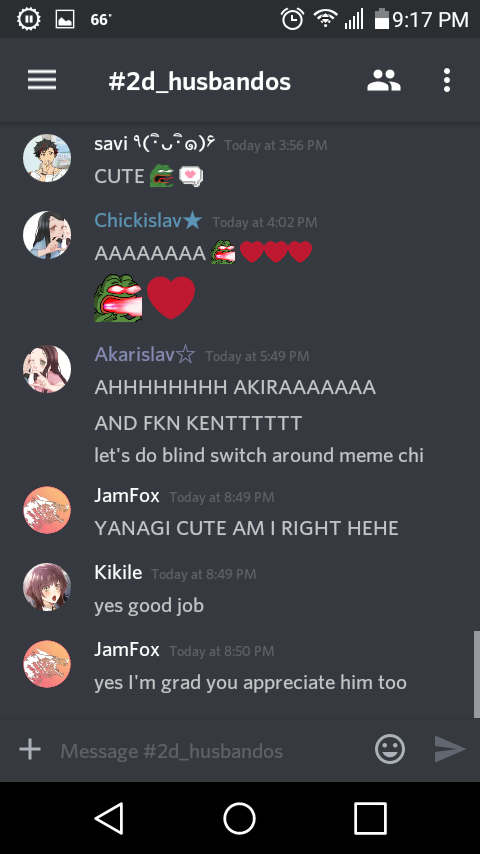 66°
9:17 PM
#2d_husbandos
savi ٩(･ิᴗ･ิ๑)۶ Today at 3:56 PM
CUTE
Chickislav★ Today at 4:02 PM
AAAAAAAA
Akarislav☆ Today at 5:49 PM
AHHHHHHHH AKIRAAAAAAA
AND FKN KENTTTTTT
let's do blind switch around meme chi
JamFox Today at 8:49 PM
YANAGI CUTE AM I RIGHT HEHE
Kikile Today at 8:49 PM
yes good job
JamFox Today at 8:50 PM
yes I'm grad you appreciate him too
Message #2d_husbandos